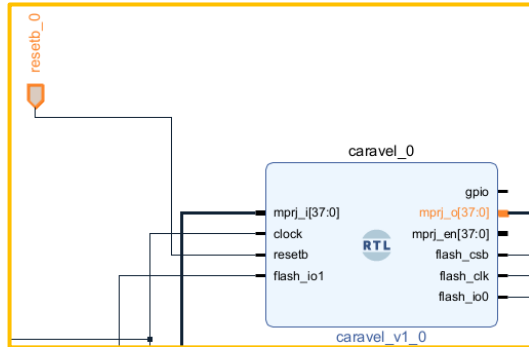 resetb_0
caravel_0
mprj_i[37:0]
clock
resetb
flash_io1
RTL
gpio
mprj_o[37:0]
mprj_en[37:0]
flash_csb
flash_clk
flash_io0
caravel_v1_0